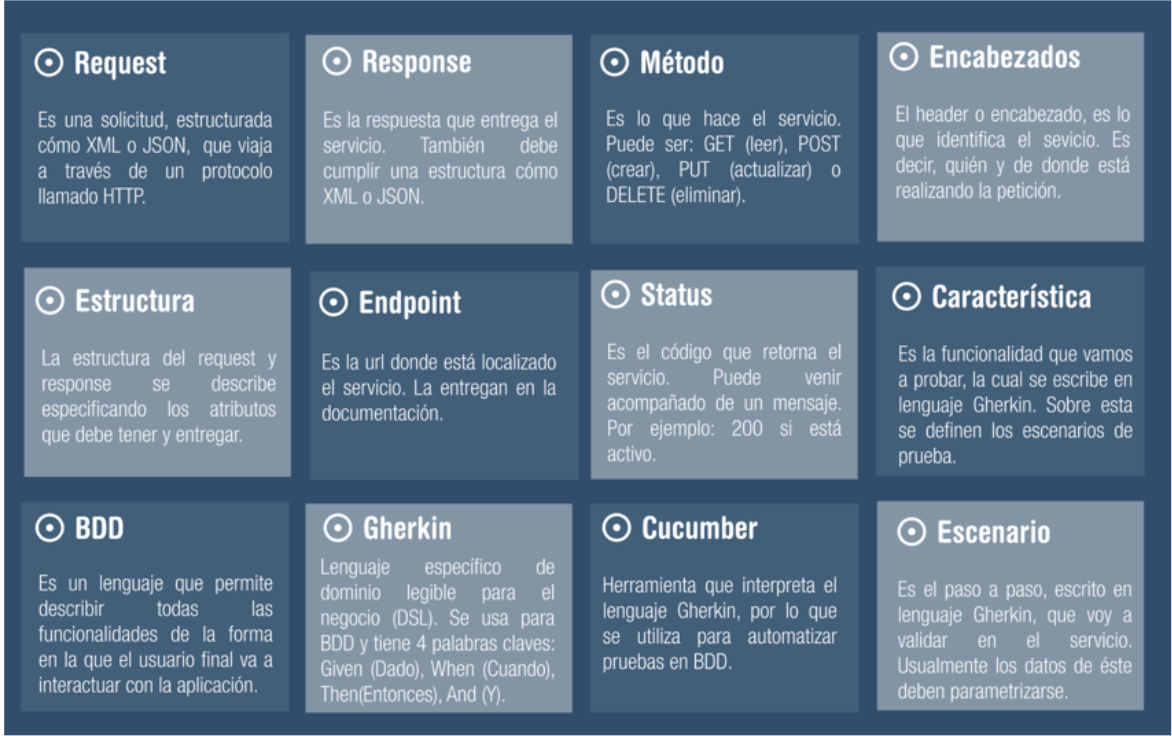 Request
Es una solicitud, estructurada
cómo XML o JSON, que viaja
a través de un protocolo
llamado HTTP.
Response
Es la respuesta que entrega el
servicio. También debe
cumplir una estructura cómo
XML o JSON.
Método
Es lo que hace el servicio.
Puede ser: GET (leer), POST
(crear), PUT (actualizar) o
DELETE (eliminar).
Encabezados
El header o encabezado, es lo
que identifica el sevicio. Es
decir, quién y de donde está
realizando la petición.
Estructura
La estructura del request y
response se describe
especificando los atributos
que debe tener y entregar.
Endpoint
Es la url donde está localizado
el servicio. La entregan en la
documentación.
Status
Es el código que retorna el
servicio. Puede venir
acompañado de un mensaje.
Por ejemplo: 200 si está
activo.
Característica
Es la funcionalidad que vamos
a probar, la cual se escribe en
lenguaje Gherkin. Sobre esta
se definen los escenarios de
prueba.
BDD
Es un lenguaje que permite
describir todas las
funcionalidades de la forma
en la que el usuario final va a
interactuar con la aplicación.
Gherkin
Lenguaje específico de
dominio legible para el
negocio (DSL). Se usa para
BDD y tiene 4 palabras claves:
Given (Dado), When (Cuando),
Then(Entonces), And (Y).
Cucumber
Herramienta que interpreta el
lenguaje Gherkin, por lo que
se utiliza para automatizar
pruebas en BDD.
Escenario
Es el paso a paso, escrito en
lenguaje Gherkin, que voy a
validar en el servicio.
Usualmente los datos de éste
deben parametrizarse.